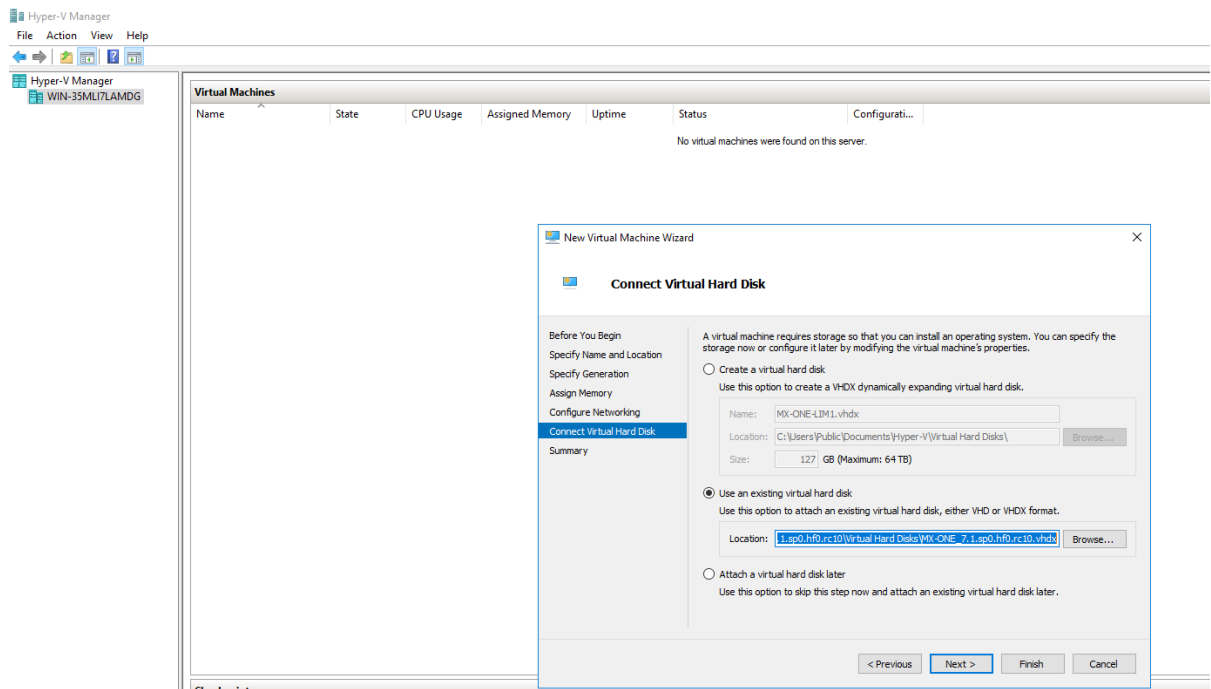 Hyper-V Manager
File Action View Help
Hyper-V Manager
WIN-35MLI7LAMDG
Virtual Machines
Name State CPU Usage Assigned Memory Uptime Status Configurati...
No virtual machines were found on this server.
New Virtual Machine Wizard
Connect Virtual Hard Disk
Before You Begin
Specify Name and Location
Specify Generation
Assign Memory
Configure Networking
Connect Virtual Hard Disk
Summary
A virtual machine requires storage so that you can install an operating system. You can specify the
storage now or configure it later by modifying the virtual machine's properties.
Create a virtual hard disk
Use this option to create a VHDX dynamically expanding virtual hard disk.
Name: MX-ONE-LIM1.vhdx
Location: C:\Users\Public\Documents\Hyper-V\Virtual Hard Disks\ Browse...
Size: 127 GB (Maximum: 64 TB)
Use an existing virtual hard disk
Use this option to attach an existing virtual hard disk, either VHD or VHDX format.
Location: .1.sp0.hf0.rc10\Virtual Hard Disks\MX-ONE_7.1.sp0.hf0.rc10.vhdx Browse...
Attach a virtual hard disk later
Use this option to skip this step now and attach an existing virtual hard disk later.
< Previous Next > Finish Cancel